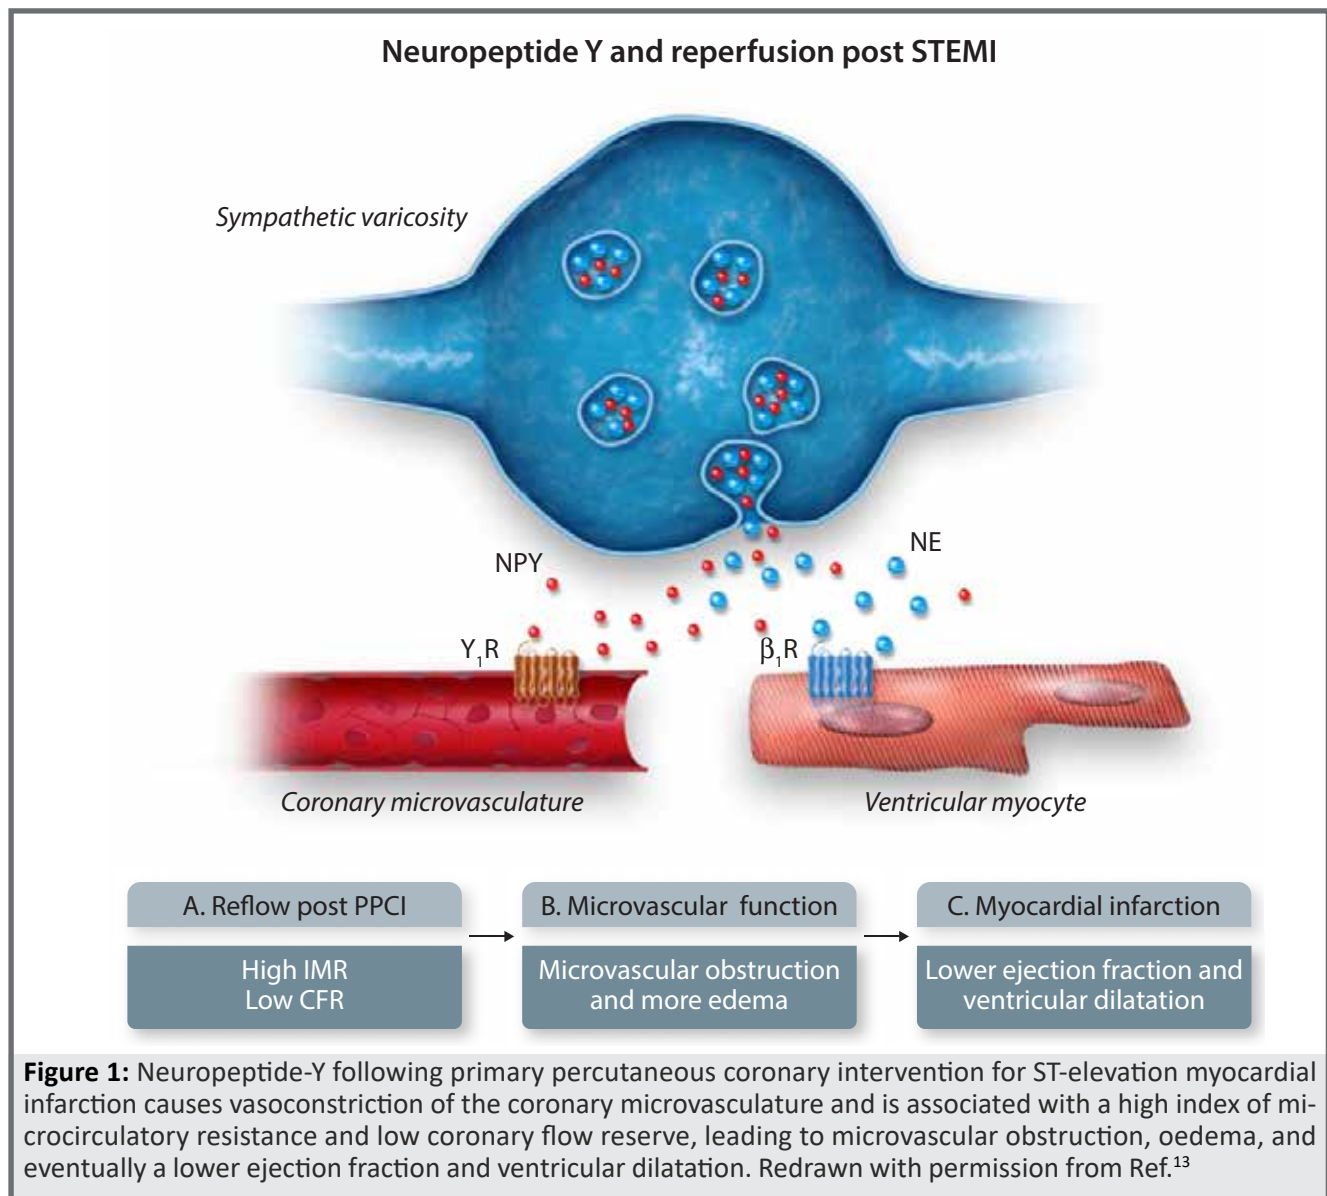 Neuropeptide Y and reperfusion post STEMI
Sympathetic varicosity
NPY
NE
Y₁R
β₁R
Coronary microvasculature
Ventricular myocyte
A. Reflow post PPCI
High IMR
Low CFR
B. Microvascular function
Microvascular obstruction
and more edema
C. Myocardial infarction
Lower ejection fraction and
ventricular dilatation
Figure 1: Neuropeptide-Y following primary percutaneous coronary intervention for ST-elevation myocardial
infarction causes vasoconstriction of the coronary microvasculature and is associated with a high index of mi-
crocirculatory resistance and low coronary flow reserve, leading to microvascular obstruction, oedema, and
eventually a lower ejection fraction and ventricular dilatation. Redrawn with permission from Ref.¹³